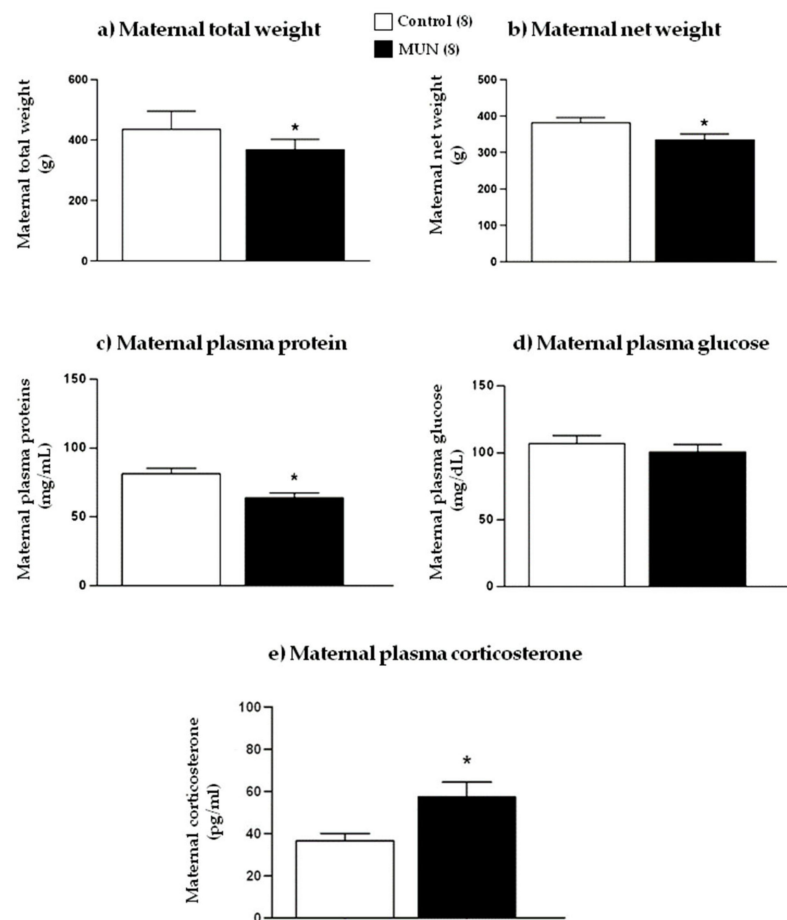 a) Maternal total weight
Control (8)
MUN (8)
b) Maternal net weight
Maternal total weight
(g)
600
400
200
0
*
Maternal net weight
(g)
500
400
300
200
100
0
*
c) Maternal plasma protein
d) Maternal plasma glucose
Maternal plasma proteins
(mg/mL)
150
100
50
0
*
Maternal plasma glucose
(mg/dL)
150
100
50
0
e) Maternal plasma corticosterone
Maternal corticosterone
(pg/ml)
100
80
60
40
20
0
*